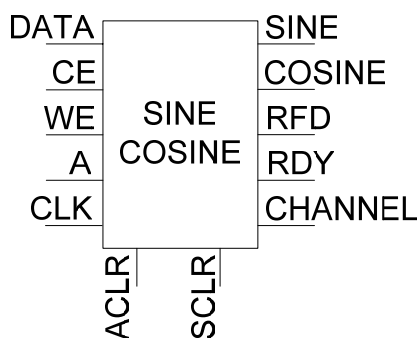 DATA
CE
WE
A
CLK
SINE
COSINE
SINE
COSINE
RFD
RDY
CHANNEL
ACLR
SCLR